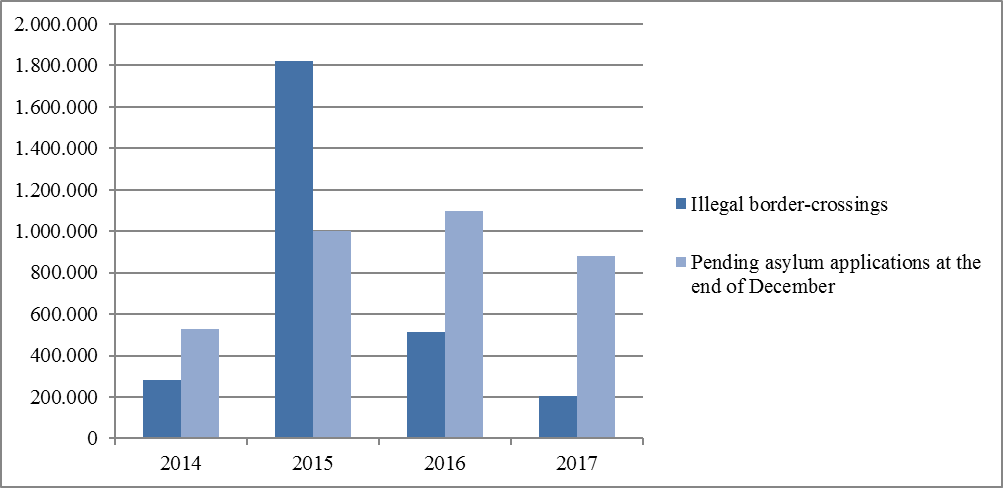 2.000.000
1.800.000
1.600.000
1.400.000
1.200.000
1.000.000
800.000
600.000
400.000
200.000
0
2014 2015 2016 2017
Illegal border-crossings
Pending asylum applications at the
end of December